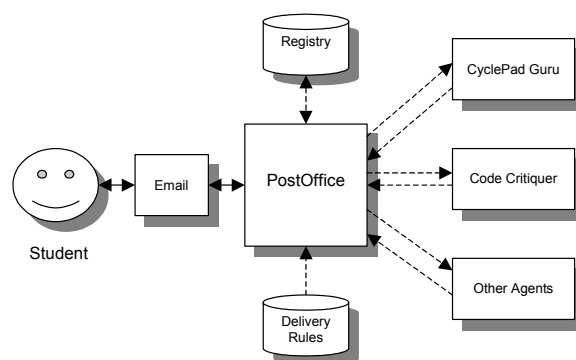 Registry
CyclePad Guru
PostOffice
Email
Code Critiquer
Student
Other Agents
Delivery
Rules